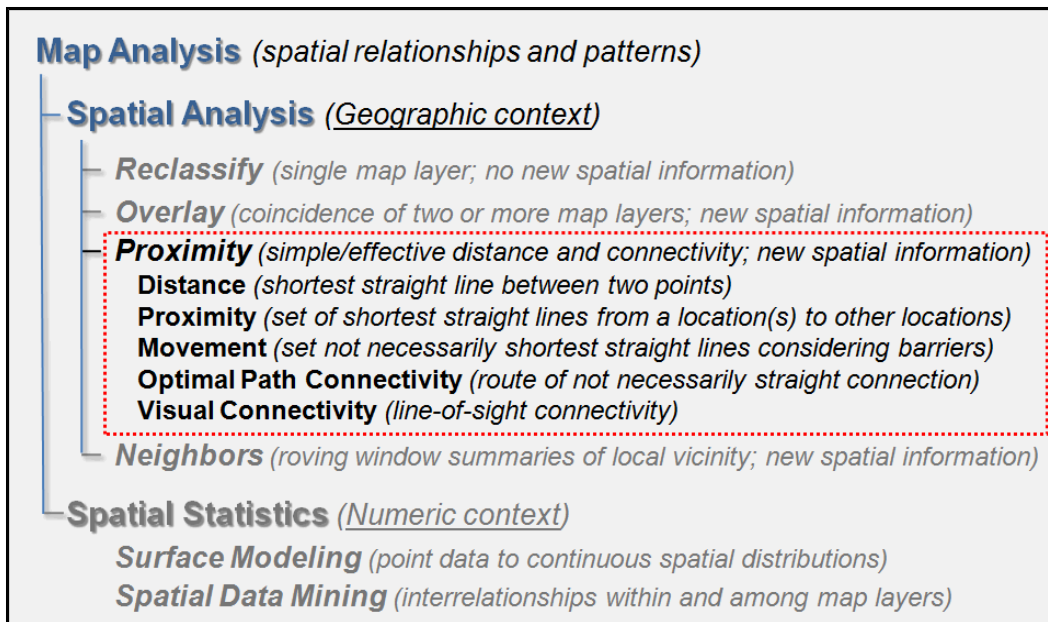 Map Analysis (spatial relationships and patterns)
Spatial Analysis (Geographic context)
Reclassify (single map layer; no new spatial information)
Overlay (coincidence of two or more map layers; new spatial information)
Proximity (simple/effective distance and connectivity; new spatial information)
Distance (shortest straight line between two points)
Proximity (set of shortest straight lines from a location(s) to other locations)
Movement (set not necessarily shortest straight lines considering barriers)
Optimal Path Connectivity (route of not necessarily straight connection)
Visual Connectivity (line-of-sight connectivity)
Neighbors (roving window summaries of local vicinity; new spatial information)
Spatial Statistics (Numeric context)
Surface Modeling (point data to continuous spatial distributions)
Spatial Data Mining (interrelationships within and among map layers)